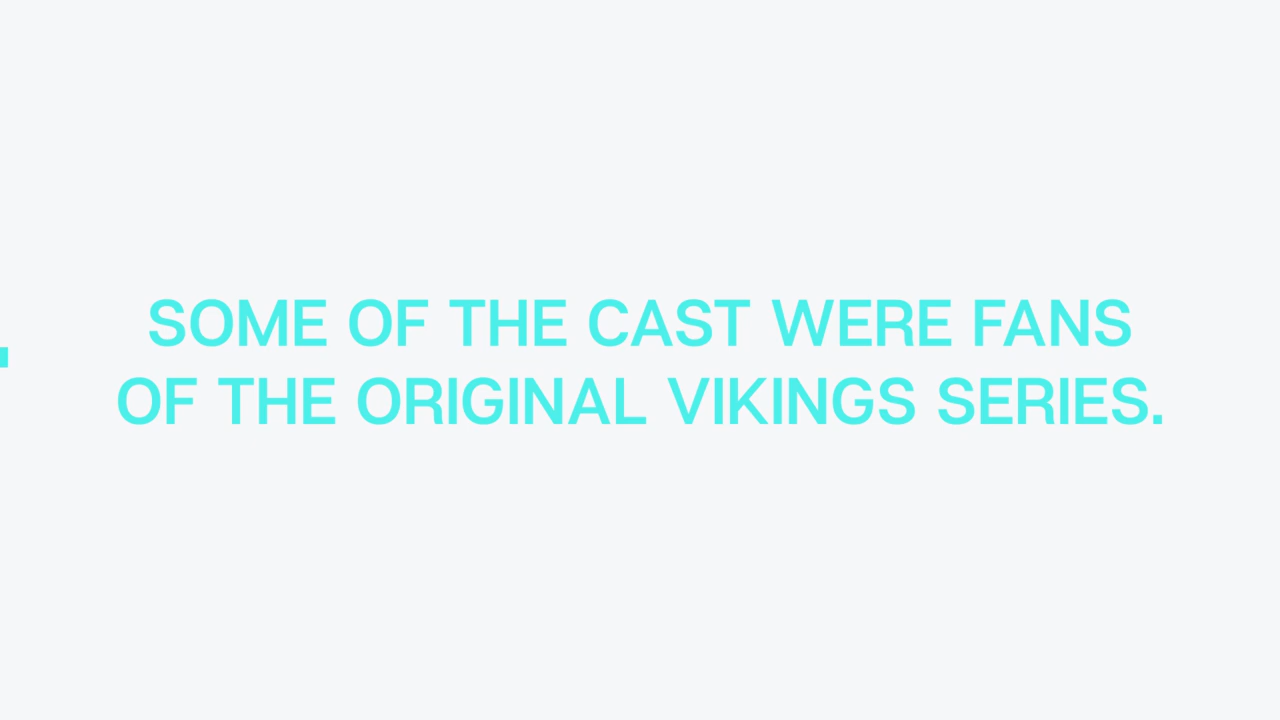 SOME OF THE CAST WERE FANS
OF THE ORIGINAL VIKINGS SERIES.